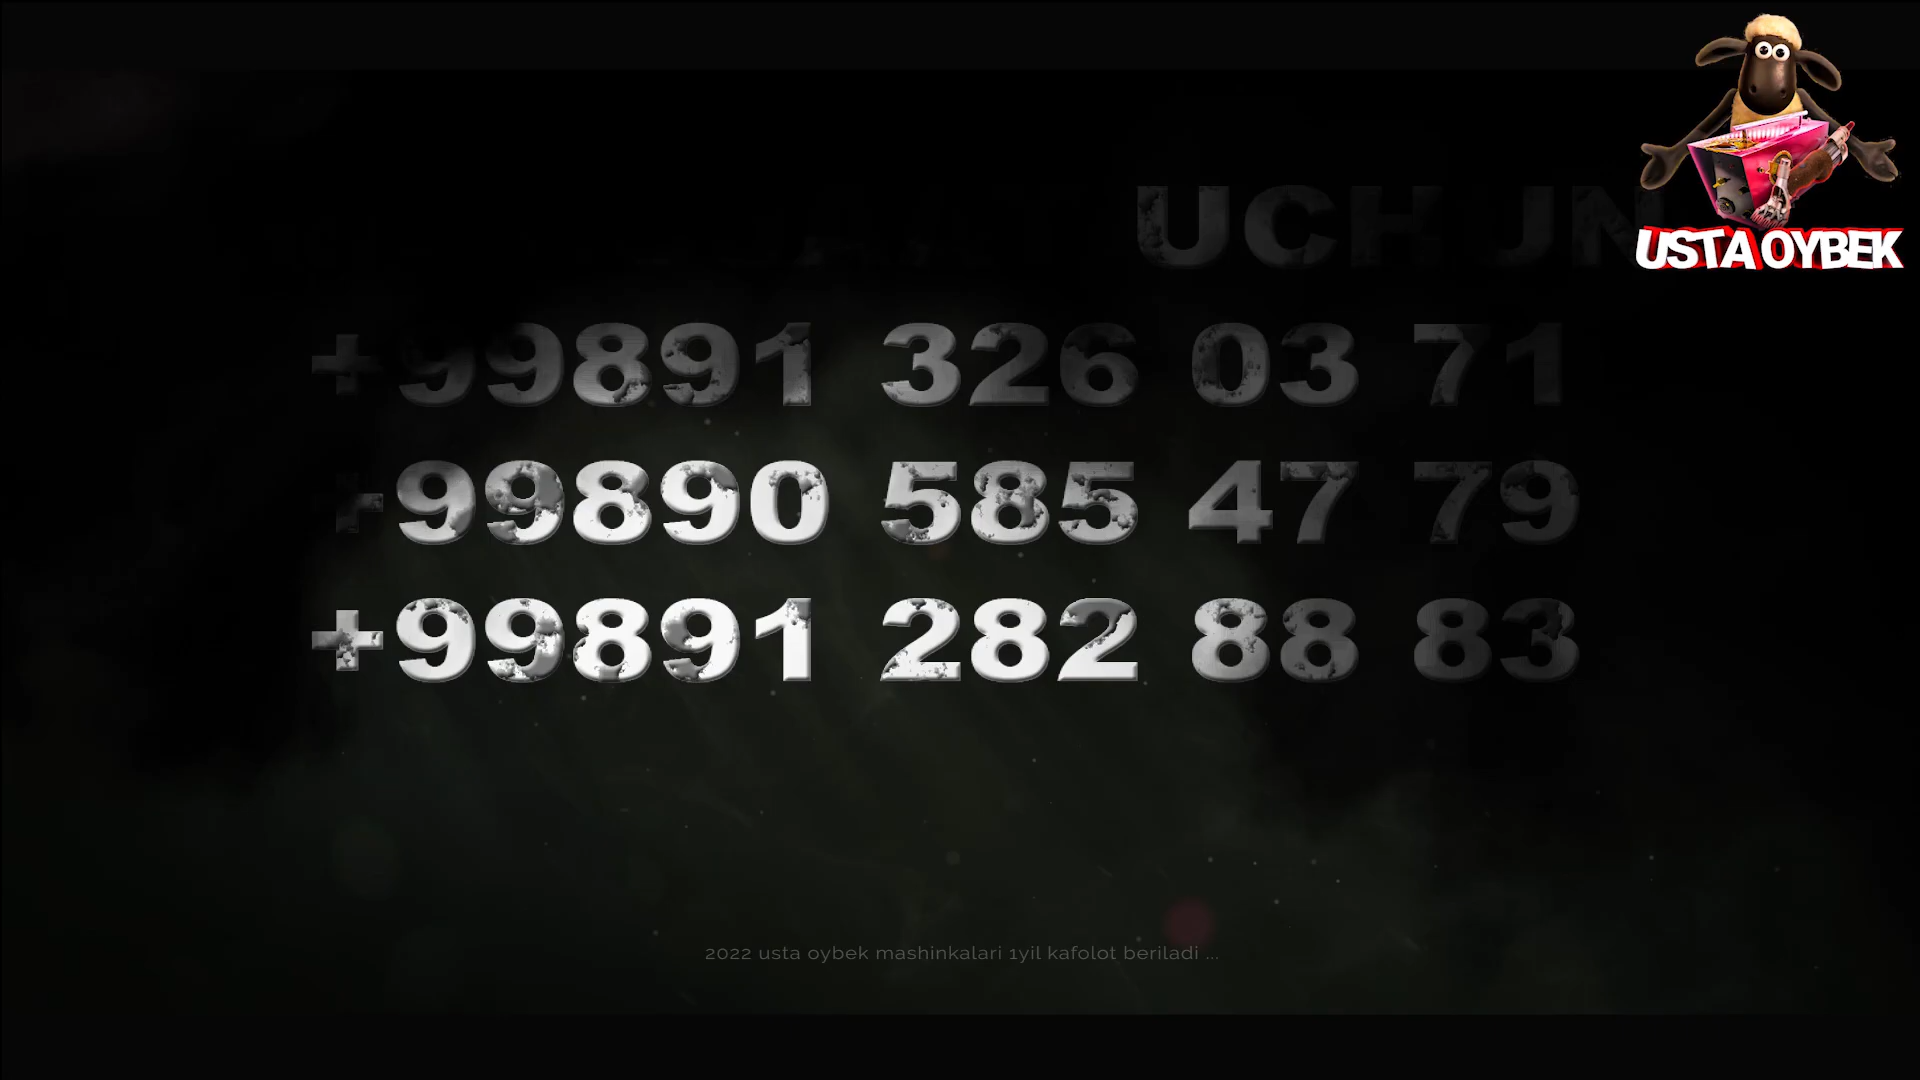 UCH JN
USTA OYBEK
+99891 326 03 71
+99890 585 47 79
+99891 282 88 83
2022 usta oybek mashinkalari 1yil kafolot beriladi ...